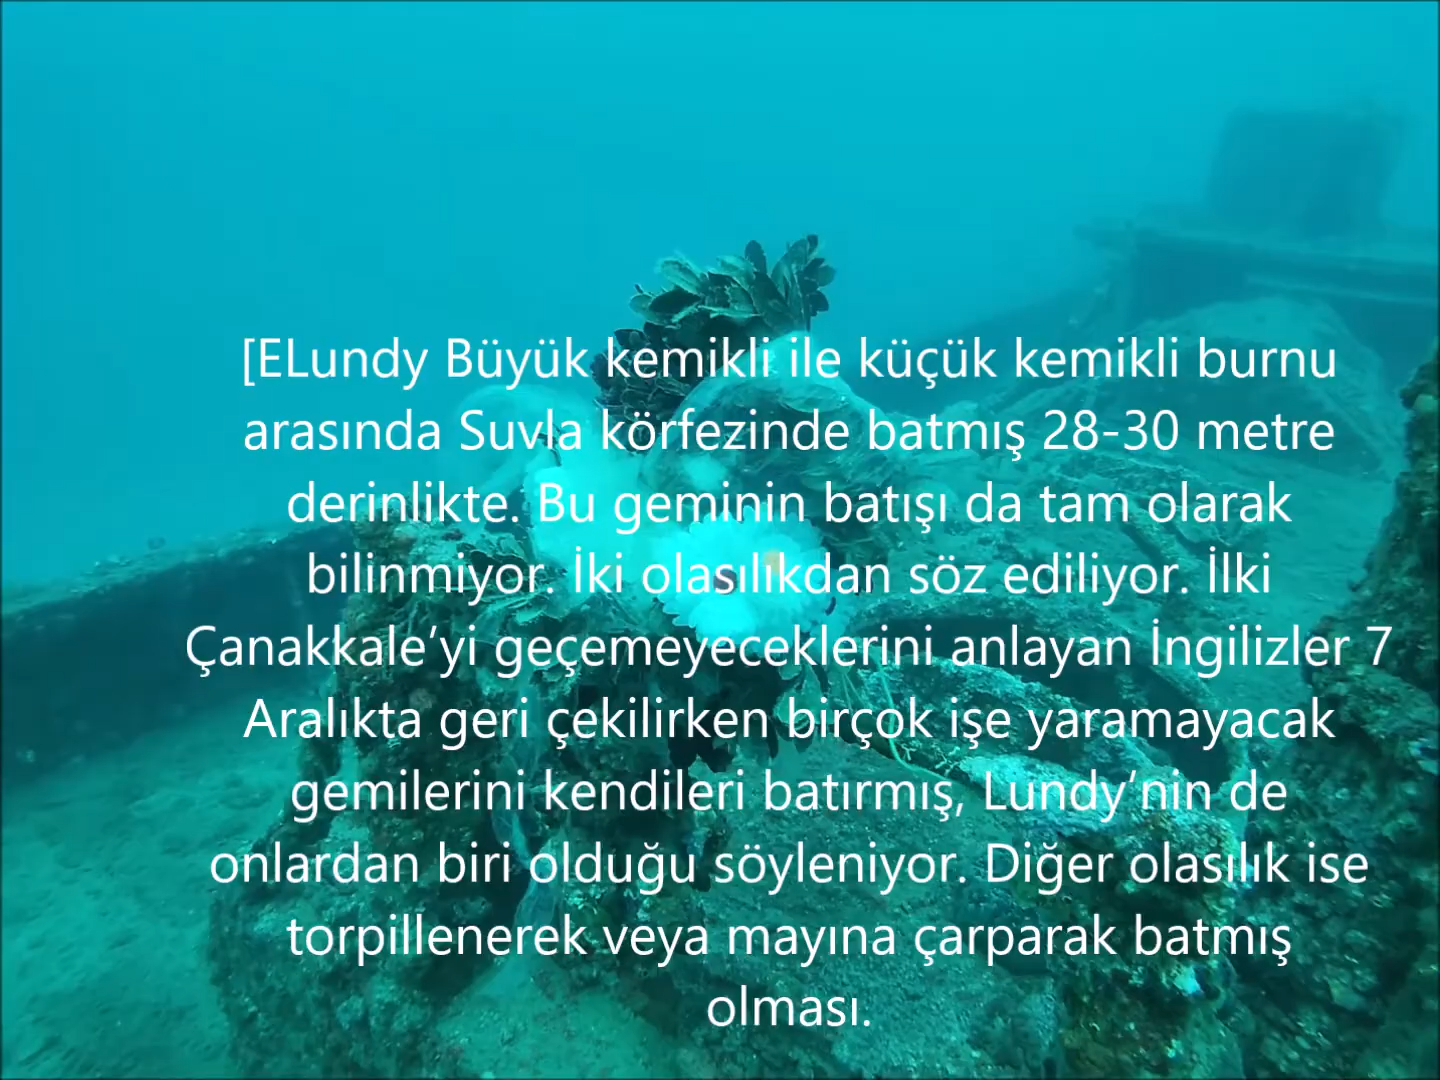 [ELundy Büyük kemikli ile küçük kemikli burnu
arasında Suvla körfezinde batmış 28-30 metre
derinlikte. Bu geminin batışı da tam olarak
bilinmiyor. İki olasılıkdan söz ediliyor. İlki
Çanakkale’yi geçemeyeceklerini anlayan İngilizler 7
Aralıkta geri çekilirken birçok işe yaramayacak
gemilerini kendileri batırmış, Lundy’nin de
onlardan biri olduğu söyleniyor. Diğer olasılık ise
torpillenerek veya mayına çarparak batmış
olması.